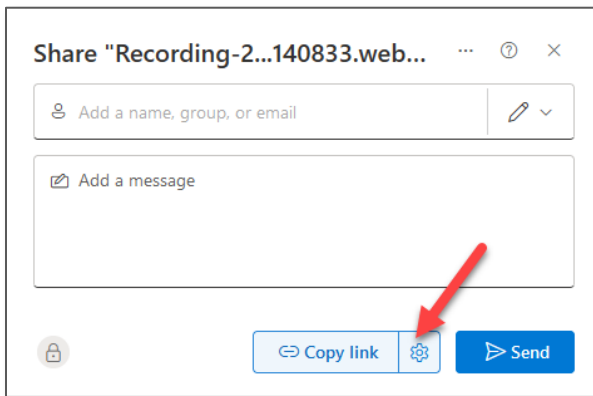 Share "Recording-2...140833.web...
Add a name, group, or email
Add a message
Copy link
Send